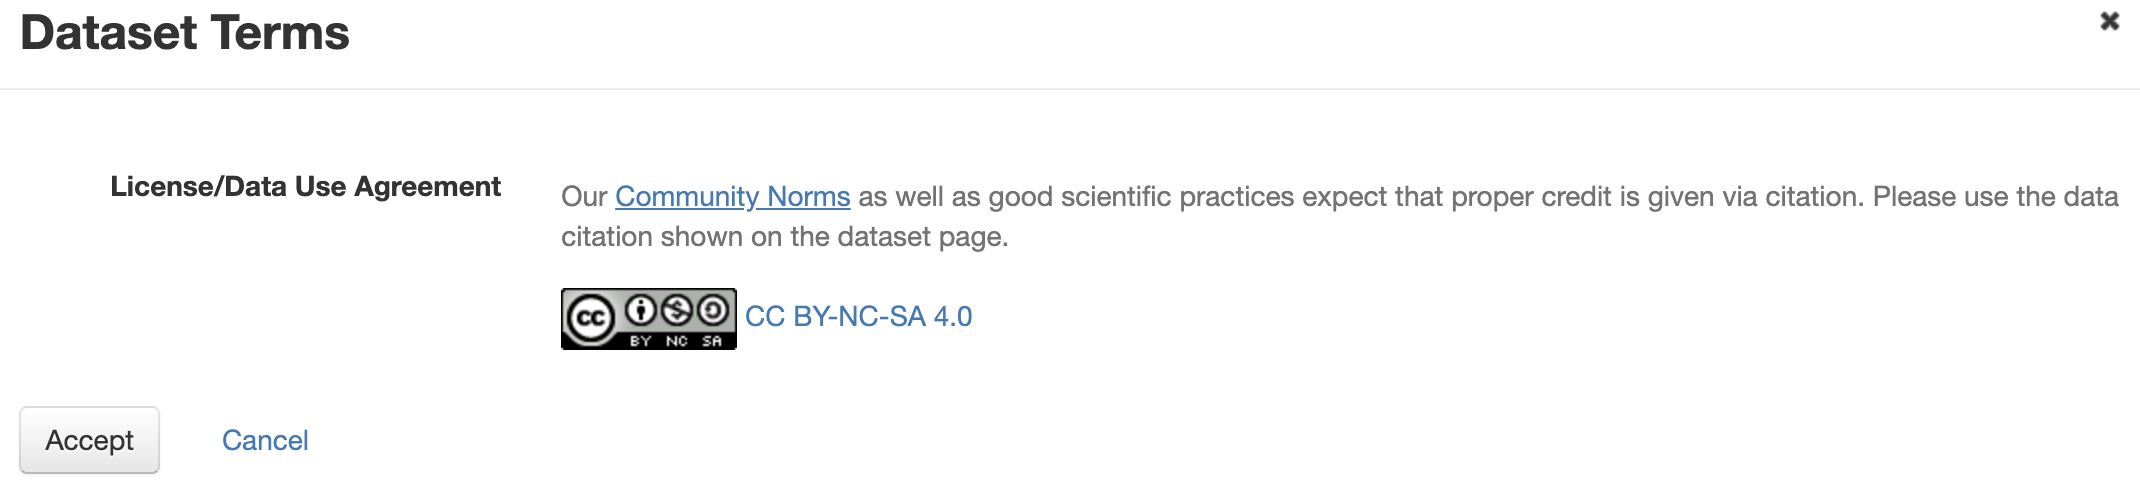 Dataset Terms
License/Data Use Agreement
Our Community Norms as well as good scientific practices expect that proper credit is given via citation. Please use the data
citation shown on the dataset page.
cc BY NC SA CC BY-NC-SA 4.0
Accept Cancel